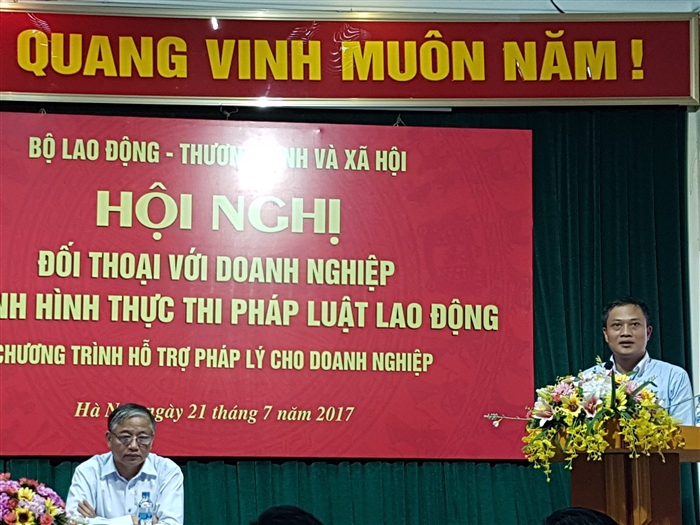 QUANG VINH MUÔN NĂM !
BỘ LAO ĐỘNG - THƯƠNG BINH VÀ XÃ HỘI
HỘI NGHỊ
ĐỐI THOẠI VỚI DOANH NGHIỆP
NH HÌNH THỰC THI PHÁP LUẬT LAO ĐỘNG
CHƯƠNG TRÌNH HỖ TRỢ PHÁP LÝ CHO DOANH NGHIỆP
Hà Nội, ngày 21 tháng 7 năm 2017